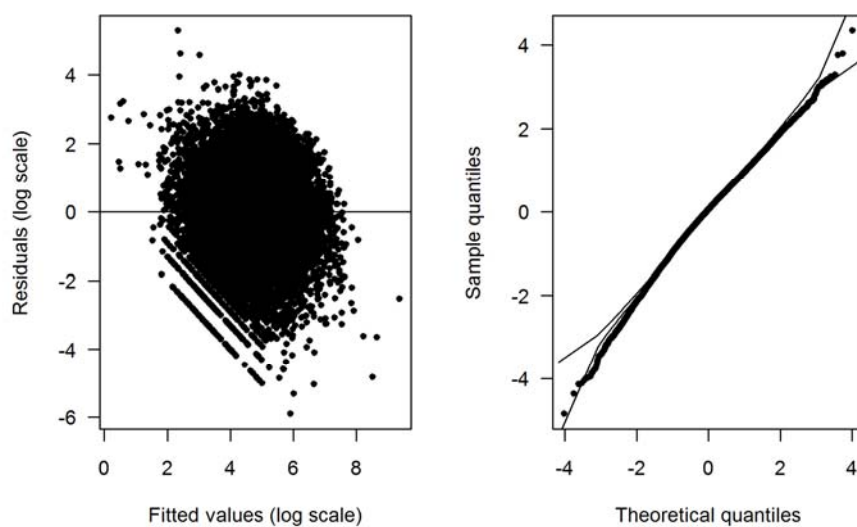 4
2
0
-2
-4
-6
Residuals (log scale)
0 2 4 6 8
Fitted values (log scale)
4
2
0
-2
-4
Sample quantiles
-4 -2 0 2 4
Theoretical quantiles